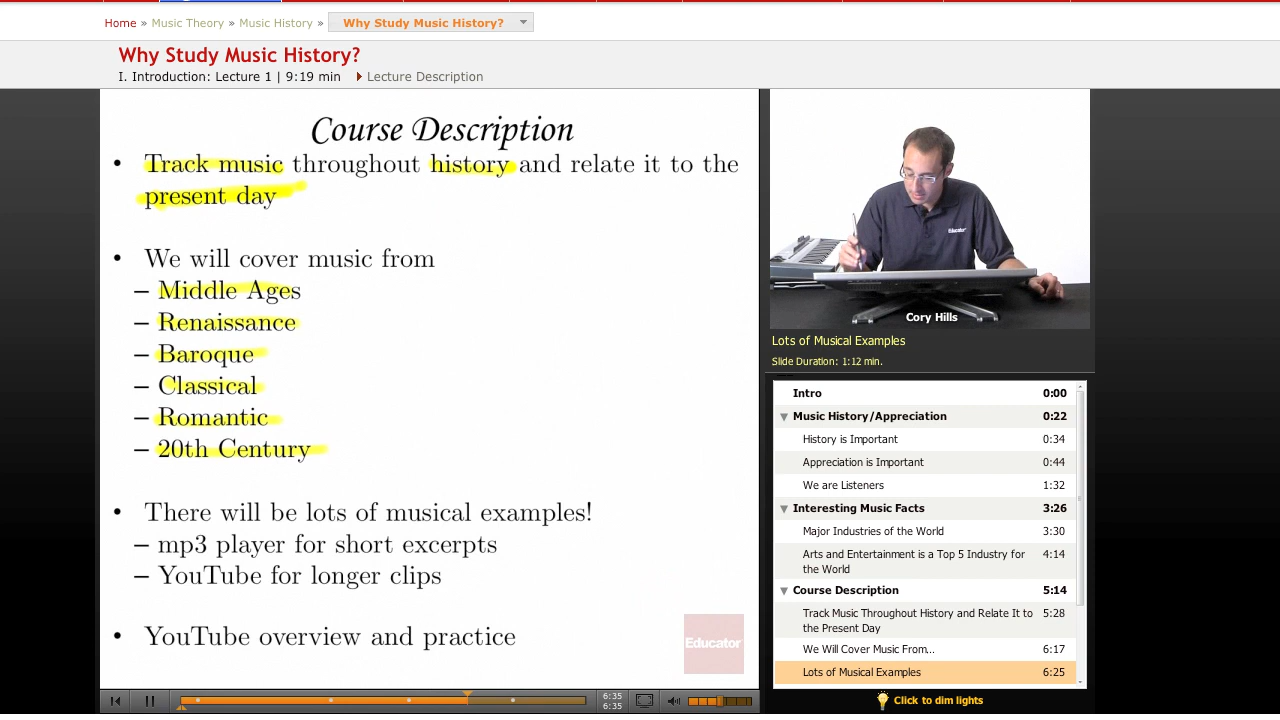 Home » Music Theory » Music History » Why Study Music History?
Why Study Music History?
I. Introduction: Lecture 1 | 9:19 min Lecture Description
Course Description
• Track music throughout history and relate it to the
present day
• We will cover music from
– Middle Ages
– Renaissance
– Baroque
– Classical
– Romantic
– 20th Century
• There will be lots of musical examples!
– mp3 player for short excerpts
– YouTube for longer clips
• YouTube overview and practice
Educator
6:35
6:35
Educator
Cory Hills
Lots of Musical Examples
Slide Duration: 1:12 min.
Intro 0:00
Music History/Appreciation 0:22
History is Important 0:34
Appreciation is Important 0:44
We are Listeners 1:32
Interesting Music Facts 3:26
Major Industries of the World 3:30
Arts and Entertainment is a Top 5 Industry for 4:14
the World
Course Description 5:14
Track Music Throughout History and Relate It to 5:28
the Present Day
We Will Cover Music From... 6:17
Lots of Musical Examples 6:25
Click to dim lights